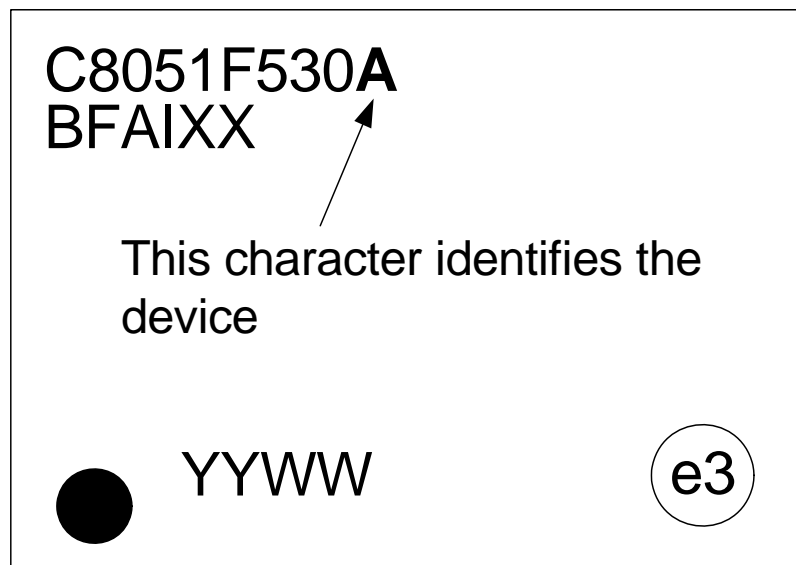 C8051F530A
BFAIXX
This character identifies the
device
YYWW
e3